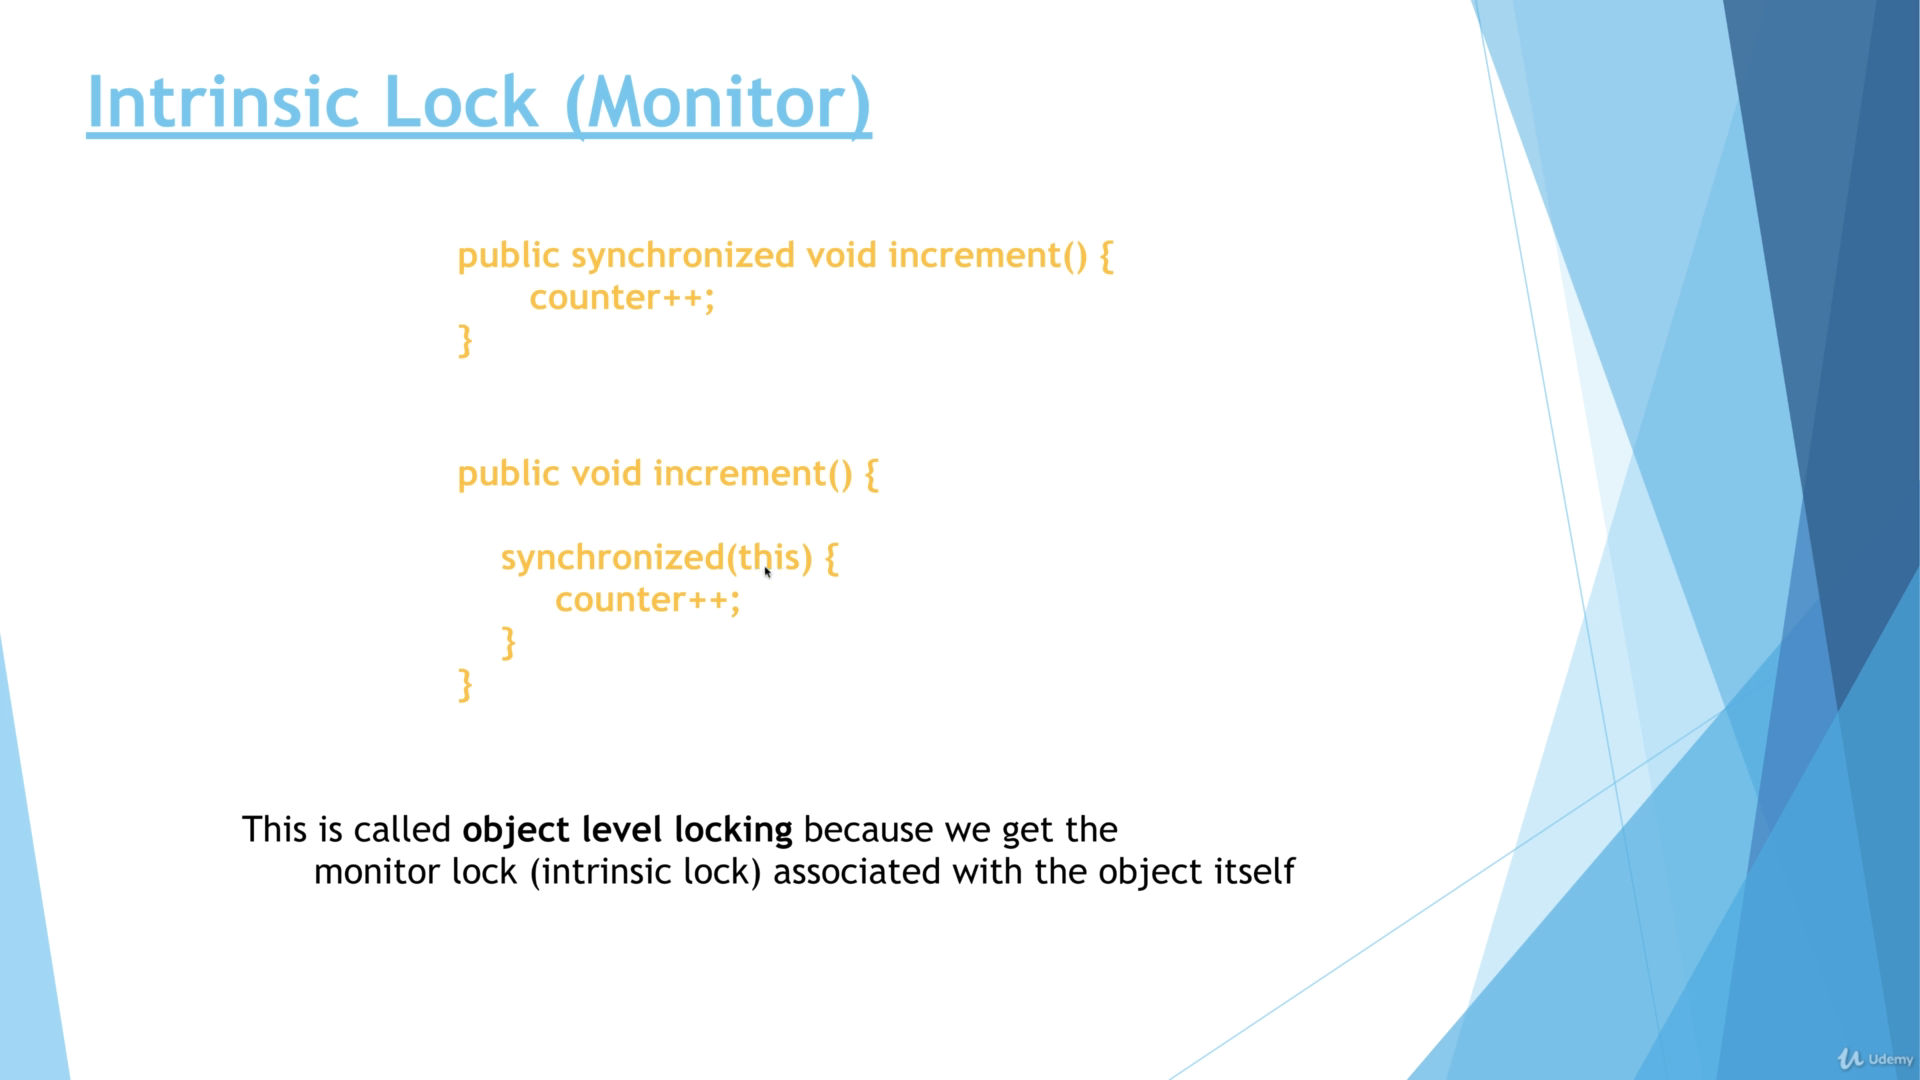 Intrinsic Lock (Monitor)
public synchronized void increment() {
counter++;
}
public void increment() {
synchronized(this) {
counter++;
}
}
This is called object level locking because we get the
monitor lock (intrinsic lock) associated with the object itself
Udemy